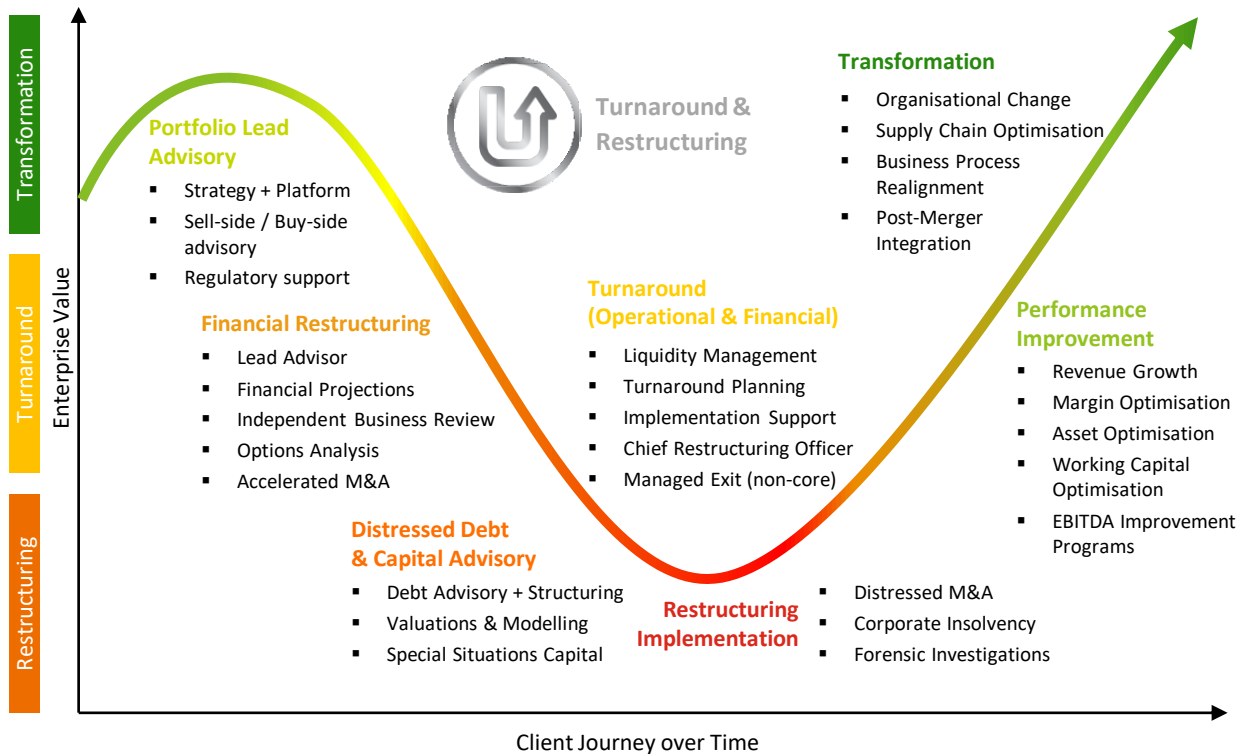 Transformation
Turnaround
Restructuring
Enterprise Value
Portfolio Lead
Advisory
Strategy + Platform
Sell-side / Buy-side
advisory
Regulatory support
Turnaround &
Restructuring
Transformation
Organisational Change
Supply Chain Optimisation
Business Process
Realignment
Post-Merger
Integration
Financial Restructuring
Lead Advisor
Financial Projections
Independent Business Review
Options Analysis
Accelerated M&A
Turnaround
(Operational & Financial)
Liquidity Management
Turnaround Planning
Implementation Support
Chief Restructuring Officer
Managed Exit (non-core)
Performance
Improvement
Revenue Growth
Margin Optimisation
Asset Optimisation
Working Capital
Optimisation
EBITDA Improvement
Programs
Distressed Debt
& Capital Advisory
Debt Advisory + Structuring
Valuations & Modelling
Special Situations Capital
Restructuring
Implementation
Distressed M&A
Corporate Insolvency
Forensic Investigations
Client Journey over Time